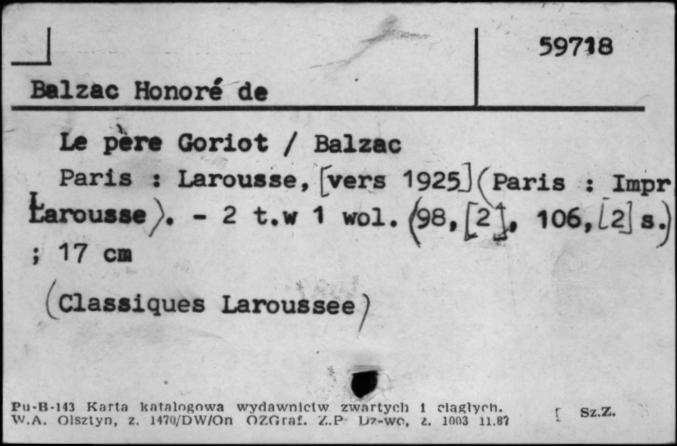 59718
Balzac Honoré de
Le père Goriot / Balzac
Paris : Larousse, [vers 1925] (Paris : Impr
Larousse). - 2 t.w 1 wol. (98, [2], 106, [2] s.)
; 17 cm
(Classiques Laroussee)
Pu-B-143 Karta katalogowa wydawnictw zwartych i ciągłych.
W.A. Olsztyn, z. 1470/DW/On OZGraf. Z.P. Dz-wo, z. 1003 11.87
[ Sz.Z.